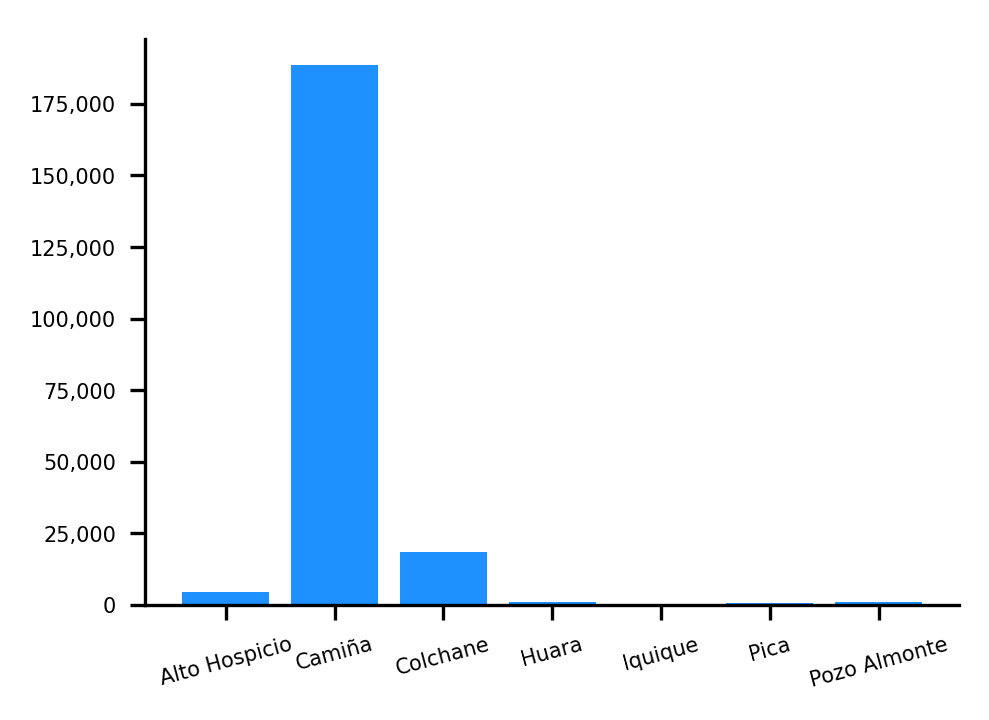 175,000
150,000
125,000
100,000
75,000
50,000
25,000
0
Alto Hospicio
Camiña
Colchane
Huara
Iquique
Pica
Pozo Almonte